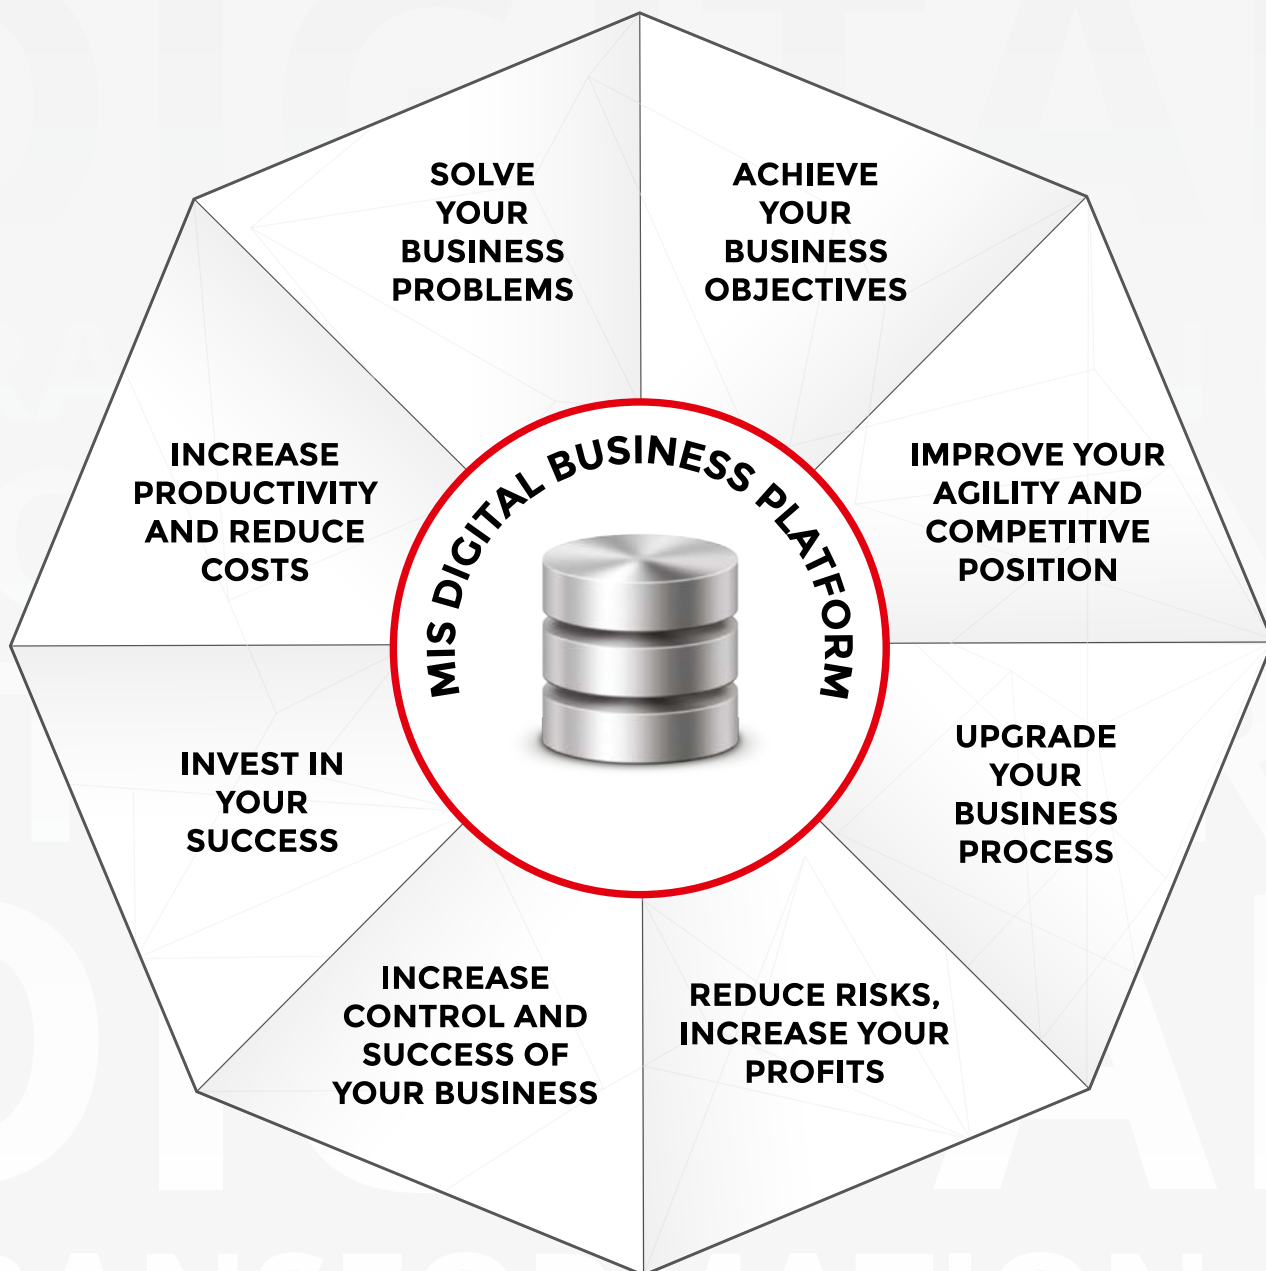 SOLVE
YOUR
BUSINESS
PROBLEMS
ACHIEVE
YOUR
BUSINESS
OBJECTIVES
IMPROVE YOUR
AGILITY AND
COMPETITIVE
POSITION
UPGRADE
YOUR
BUSINESS
PROCESS
REDUCE RISKS,
INCREASE YOUR
PROFITS
INCREASE
CONTROL AND
SUCCESS OF
YOUR BUSINESS
INVEST IN
YOUR
SUCCESS
INCREASE
PRODUCTIVITY
AND REDUCE
COSTS
MIS DIGITAL BUSINESS PLATFORM